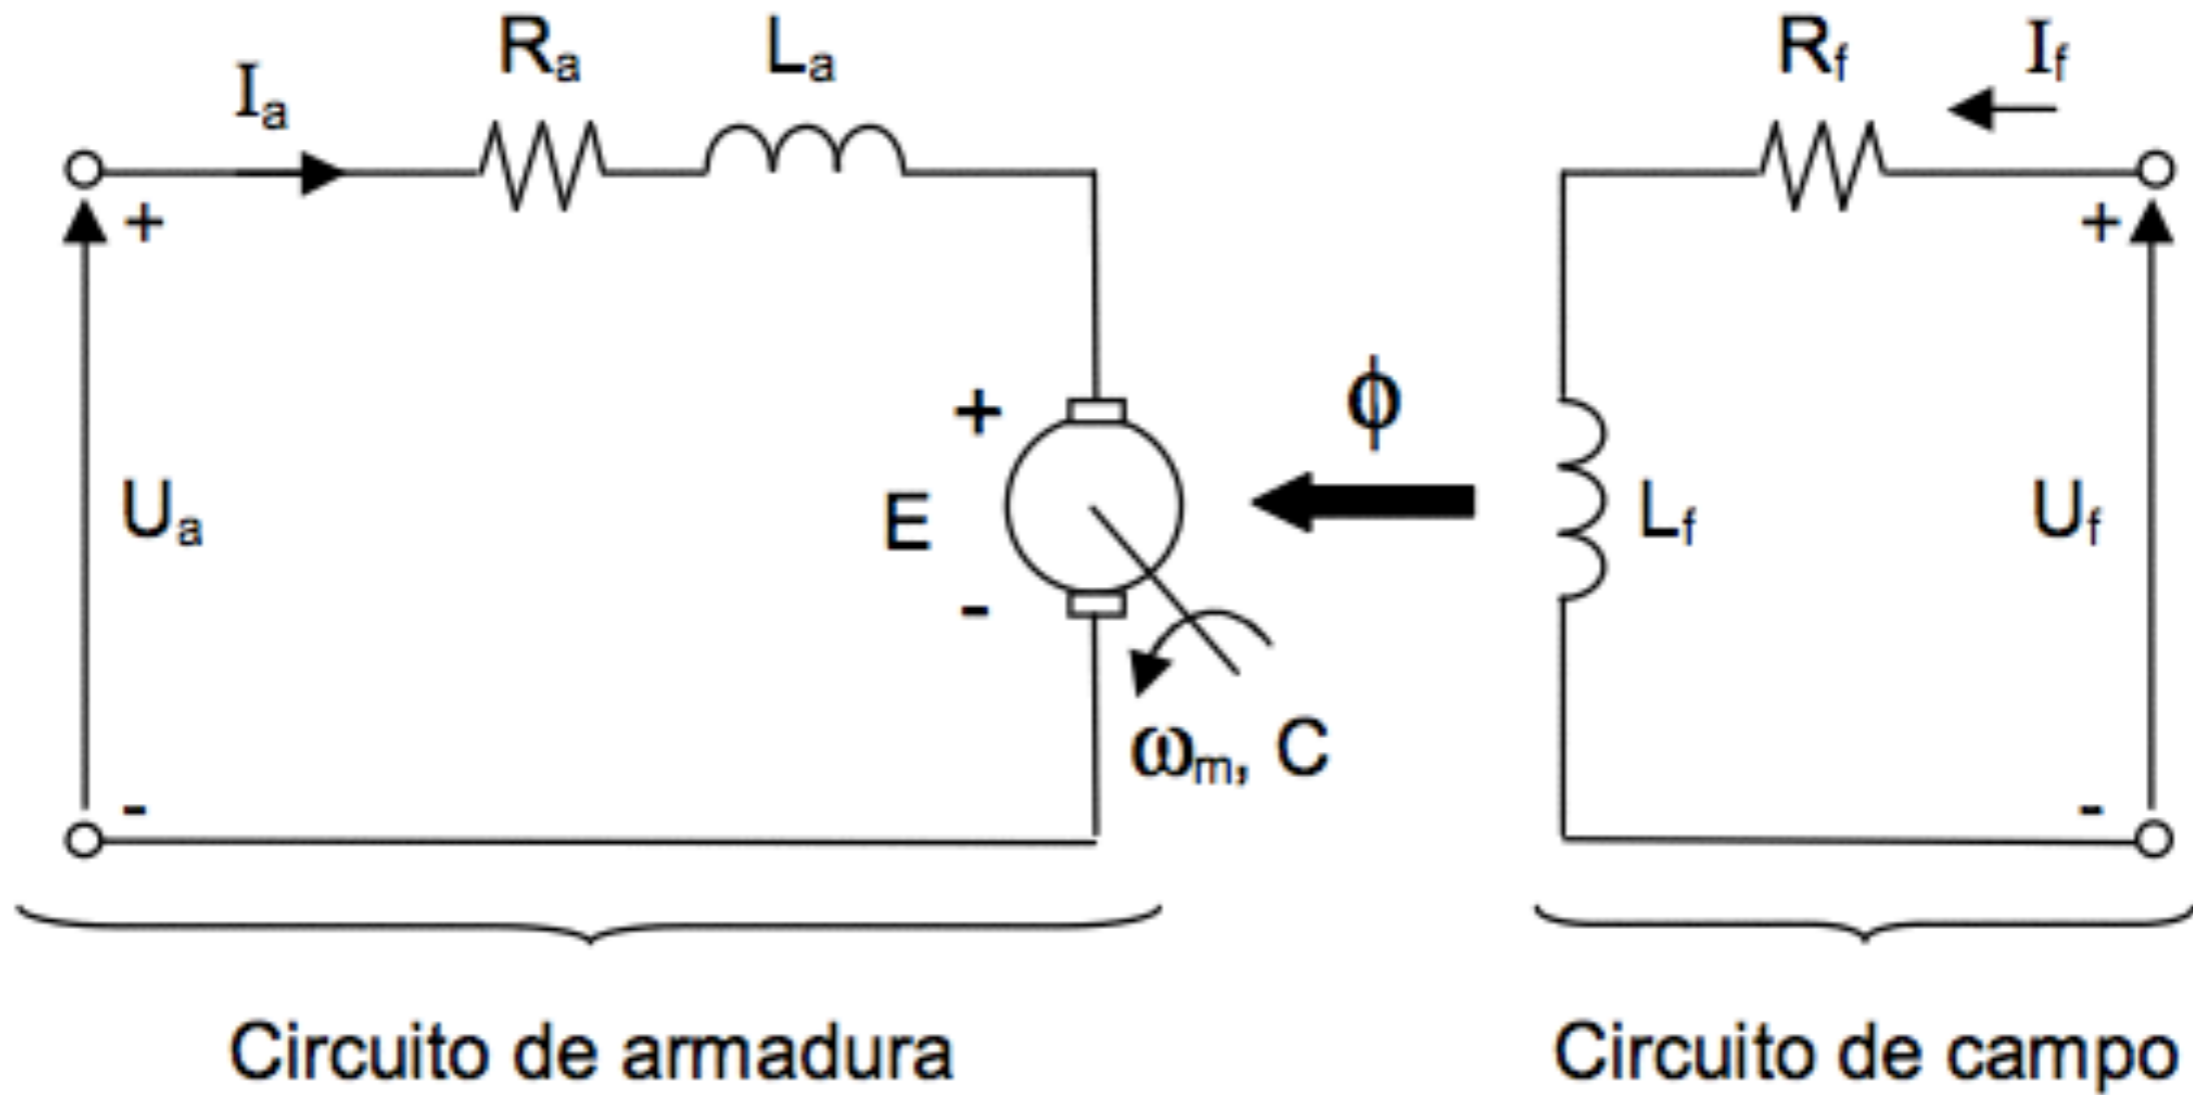 Ia
Ra
La
Rf
If
+
+
Ua
+
E
-
ϕ
Lf
Uf
ωm, C
-
-
Circuito de armadura
Circuito de campo